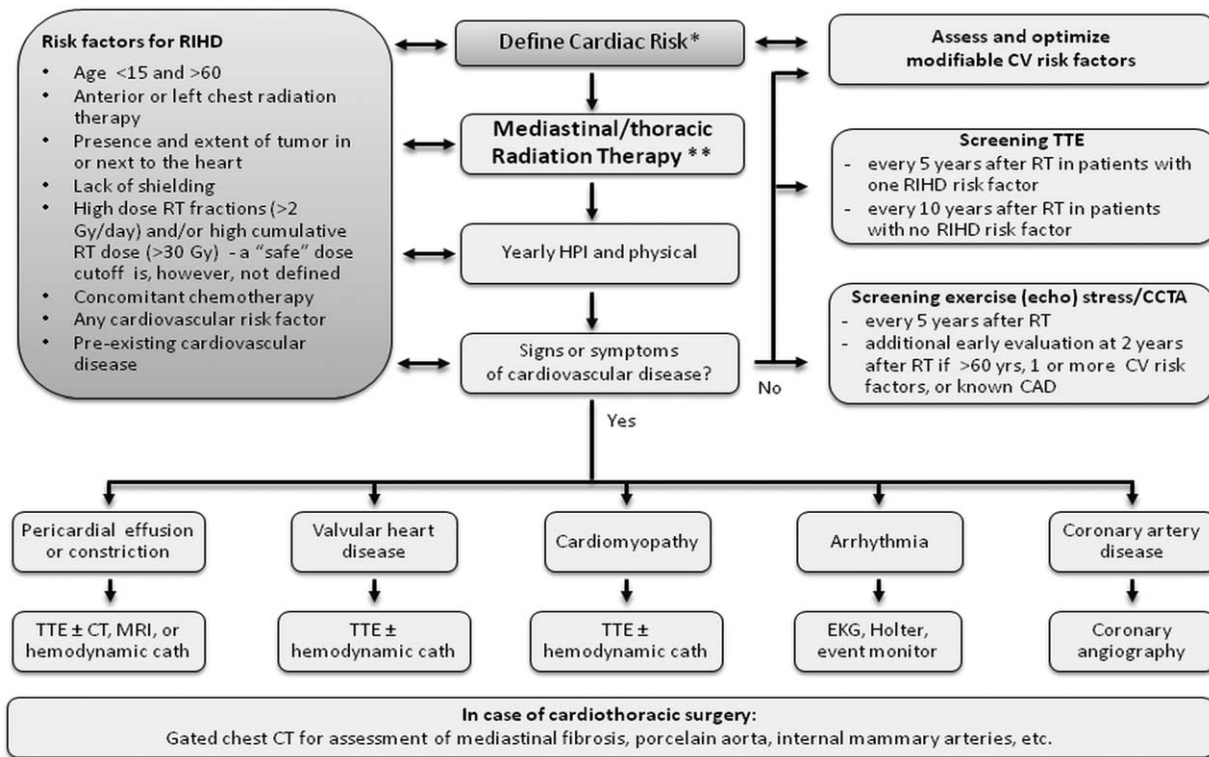 Risk factors for RIHD
• Age <15 and >60
• Anterior or left chest radiation
therapy
• Presence and extent of tumor in
or next to the heart
• Lack of shielding
• High dose RT fractions (>2
Gy/day) and/or high cumulative
RT dose (>30 Gy) - a “safe” dose
cutoff is, however, not defined
• Concomitant chemotherapy
• Any cardiovascular risk factor
• Pre-existing cardiovascular
disease
Define Cardiac Risk*
Mediastinal/thoracic
Radiation Therapy **
Yearly HPI and physical
Signs or symptoms
of cardiovascular disease?
No
Yes
Assess and optimize
modifiable CV risk factors
Screening TTE
- every 5 years after RT in patients with
one RIHD risk factor
- every 10 years after RT in patients
with no RIHD risk factor
Screening exercise (echo) stress/CCTA
- every 5 years after RT
- additional early evaluation at 2 years
after RT if >60 yrs, 1 or more CV risk
factors, or known CAD
Pericardial effusion
or constriction
Valvular heart
disease
Cardiomyopathy
Arrhythmia
Coronary artery
disease
TTE ± CT, MRI, or
hemodynamic cath
TTE ±
hemodynamic cath
TTE ±
hemodynamic cath
EKG, Holter,
event monitor
Coronary
angiography
In case of cardiothoracic surgery:
Gated chest CT for assessment of mediastinal fibrosis, porcelain aorta, internal mammary arteries, etc.